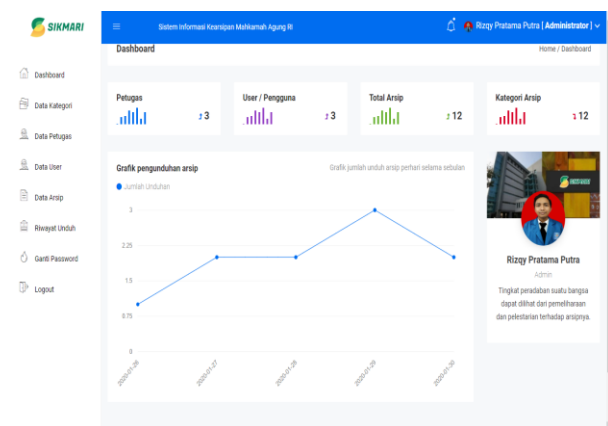 SIKMARI
Sistem Informasi Kearsipan Mahkamah Agung RI
Rizqy Pratama Putra [ Administrator ]
Dashboard
Home / Dashboard
Dashboard
Data Kategori
Data Petugas
Data User
Data Arsip
Riwayat Unduh
Ganti Password
Logout
Petugas
3
User / Pengguna
3
Total Arsip
12
Kategori Arsip
12
Grafik pengunduhan arsip
Grafik jumlah unduh arsip perhari selama sebulan
Jumlah Unduhan
3
2.25
1.5
0.75
0
2020-01-26
2020-01-27
2020-01-28
2020-01-29
2020-01-30
SIKMARI
Rizqy Pratama Putra
Admin
Tingkat peradaban suatu bangsa
dapat dilihat dari pemeliharaan
dan pelestarian terhadap arsipnya.